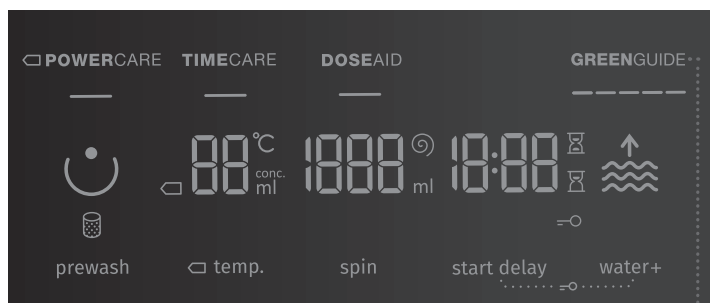 POWERCARE TIMECARE DOSEAID GREENGUIDE
88 °C 1888 18:88
conc.
ml ml
prewash temp. spin start delay water+